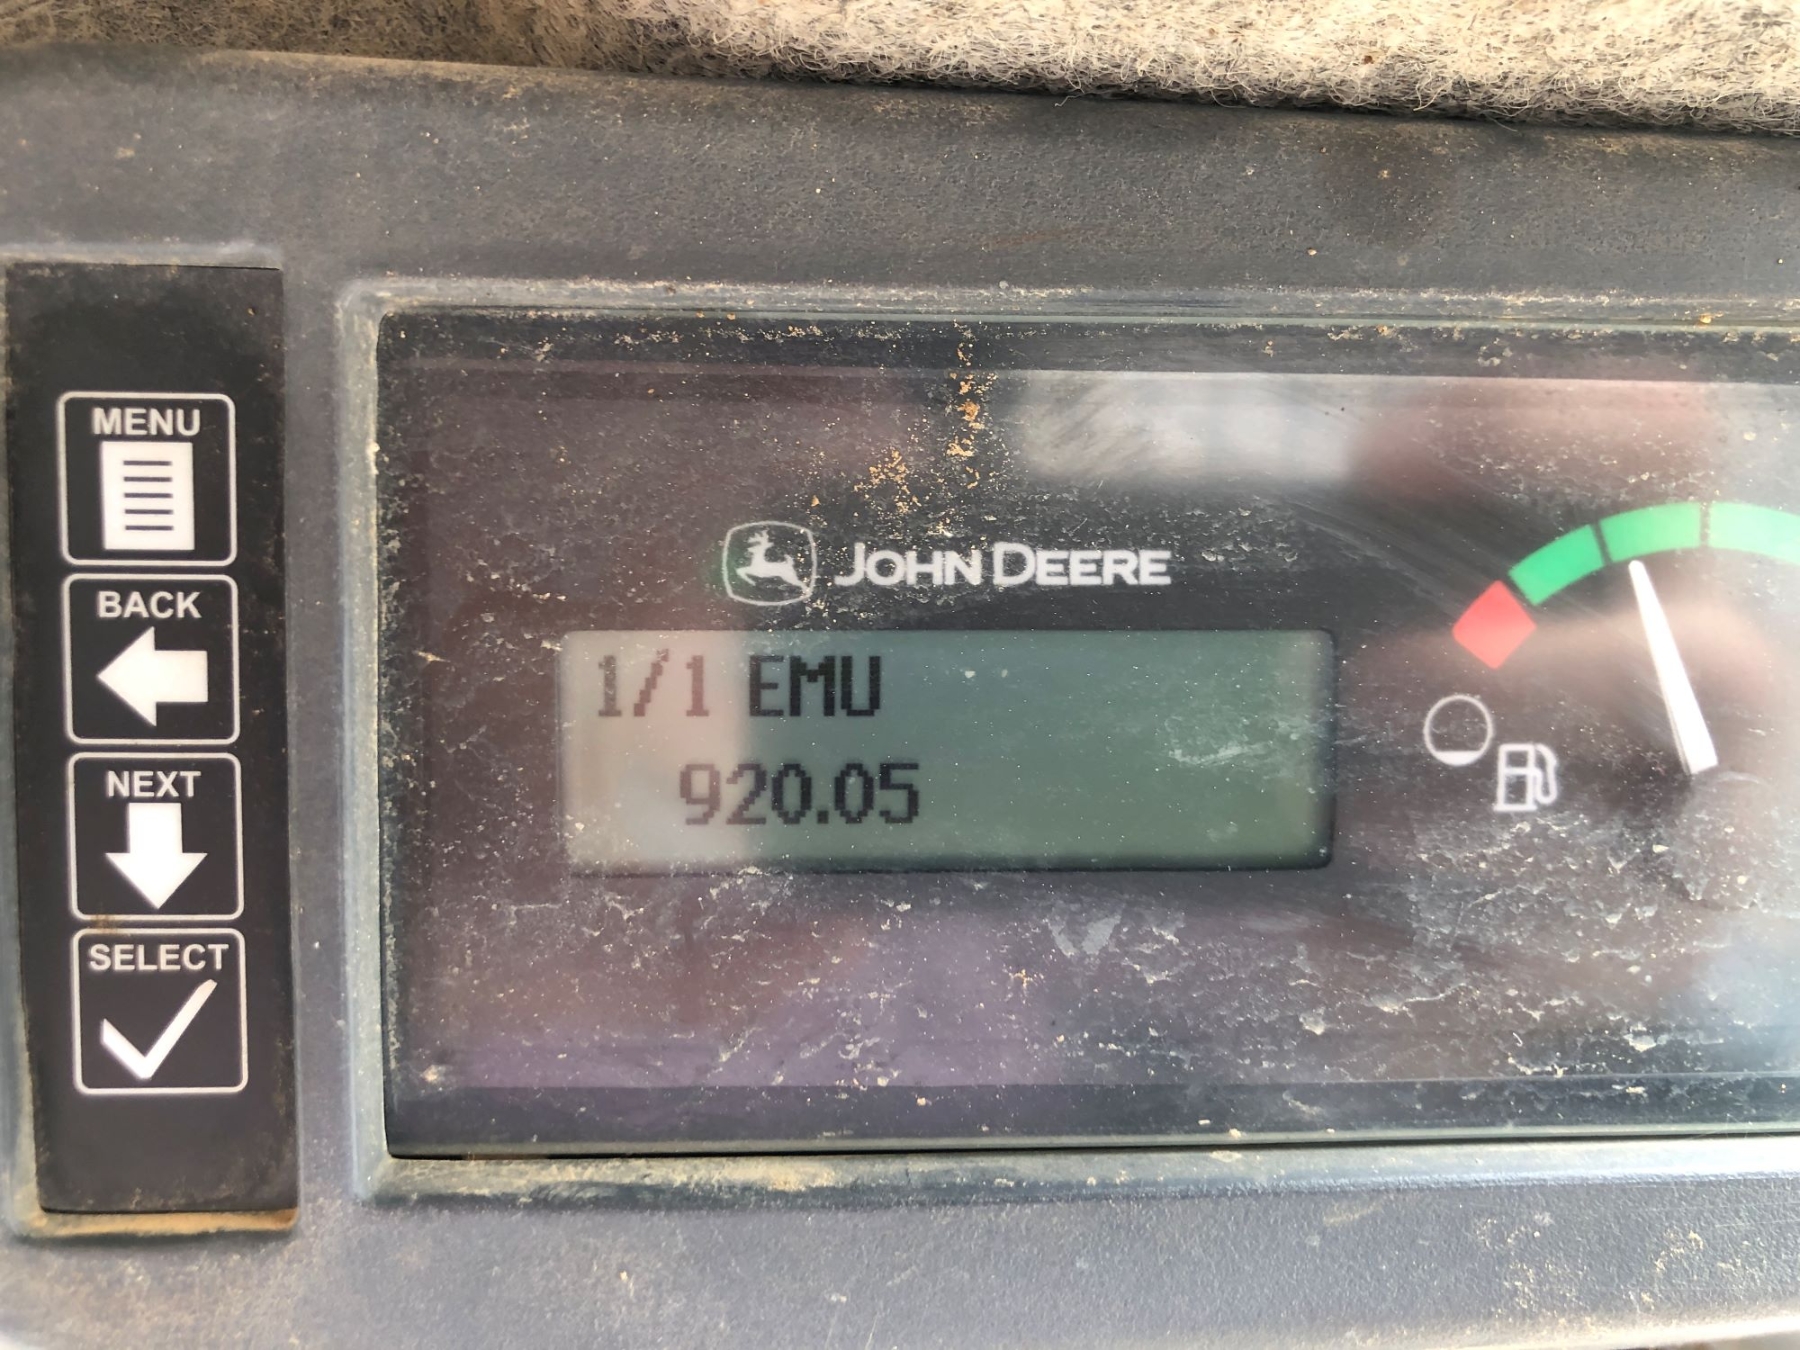 MENU
BACK
NEXT
SELECT
JOHN DEERE
1/1 EMU
920.05